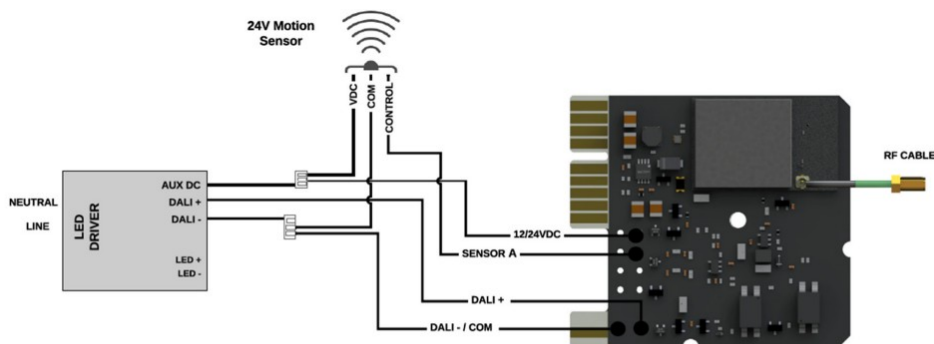 24V Motion
Sensor
VDC
COM
CONTROL
RF CABLE
NEUTRAL
LINE
LED
DRIVER
AUX DC
DALI +
DALI -
LED +
LED -
12/24VDC
SENSOR A
DALI +
DALI - / COM